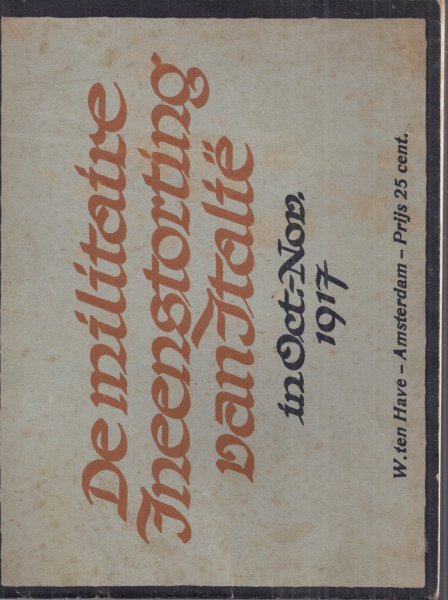 De militaire
Ineenstorting
van Italië
in Oct.-Nov.
1917
W. ten Have – Amsterdam – Prijs 25 cent.